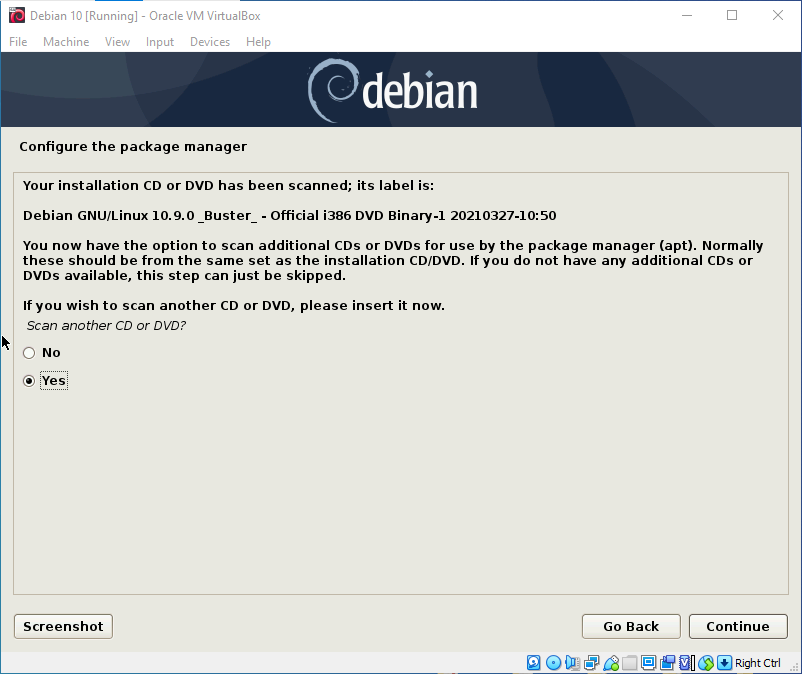 Debian 10 [Running] - Oracle VM VirtualBox
File Machine View Input Devices Help
debian
Configure the package manager
Your installation CD or DVD has been scanned; its label is:
Debian GNU/Linux 10.9.0 _Buster_ - Official i386 DVD Binary-1 20210327-10:50
You now have the option to scan additional CDs or DVDs for use by the package manager (apt). Normally
these should be from the same set as the installation CD/DVD. If you do not have any additional CDs or
DVDs available, this step can just be skipped.
If you wish to scan another CD or DVD, please insert it now.
Scan another CD or DVD?
No
Yes
Screenshot Go Back Continue
Right Ctrl